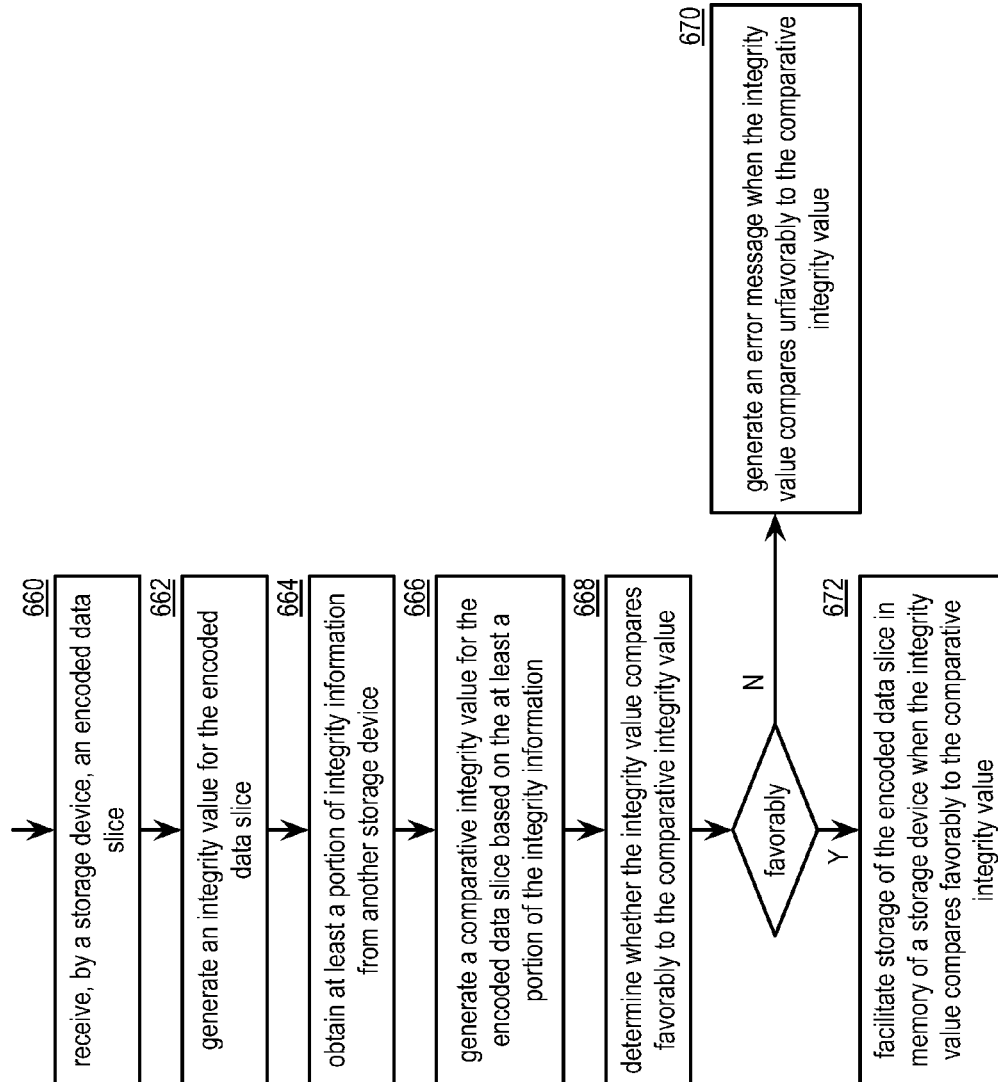 660
receive, by a storage device, an encoded data
slice
662
generate an integrity value for the encoded
data slice
664
obtain at least a portion of integrity information
from another storage device
666
generate a comparative integrity value for the
encoded data slice based on the at least a
portion of the integrity information
668
determine whether the integrity value compares
favorably to the comparative integrity value
favorably
N
Y
670
generate an error message when the integrity
value compares unfavorably to the comparative
integrity value
672
facilitate storage of the encoded data slice in
memory of a storage device when the integrity
value compares favorably to the comparative
integrity value